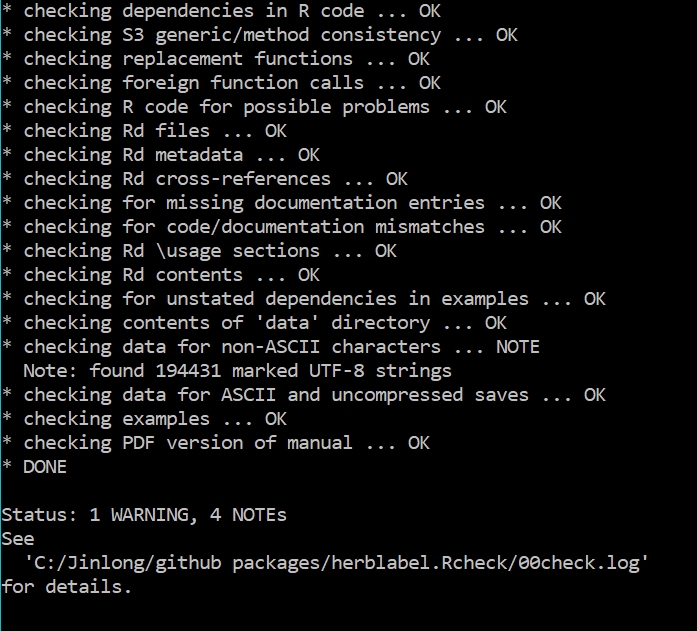 * checking dependencies in R code ... OK
* checking S3 generic/method consistency ... OK
* checking replacement functions ... OK
* checking foreign function calls ... OK
* checking R code for possible problems ... OK
* checking Rd files ... OK
* checking Rd metadata ... OK
* checking Rd cross-references ... OK
* checking for missing documentation entries ... OK
* checking for code/documentation mismatches ... OK
* checking Rd \usage sections ... OK
* checking Rd contents ... OK
* checking for unstated dependencies in examples ... OK
* checking contents of 'data' directory ... OK
* checking data for non-ASCII characters ... NOTE
  Note: found 194431 marked UTF-8 strings
* checking data for ASCII and uncompressed saves ... OK
* checking examples ... OK
* checking PDF version of manual ... OK
* DONE
Status: 1 WARNING, 4 NOTEs
See
  'C:/Jinlong/github packages/herblabel.Rcheck/00check.log'
for details.